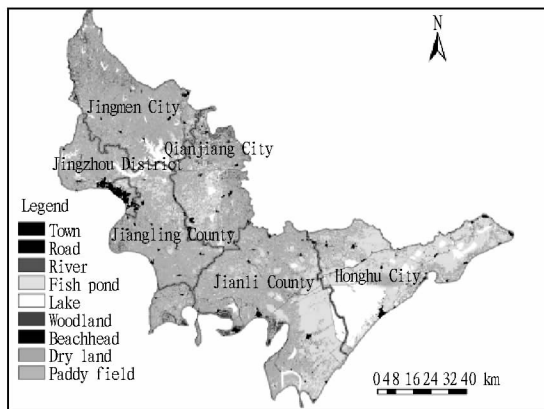 N
Jingmen City
Qianjiang City
Jingzhou District
Legend
Town
Jiangling County
Road
River
Jianli County
Honghu City
Fish pond
Lake
Woodland
Beachhead
Dry land
Paddy field
0 4 8 16 24 32 40 km